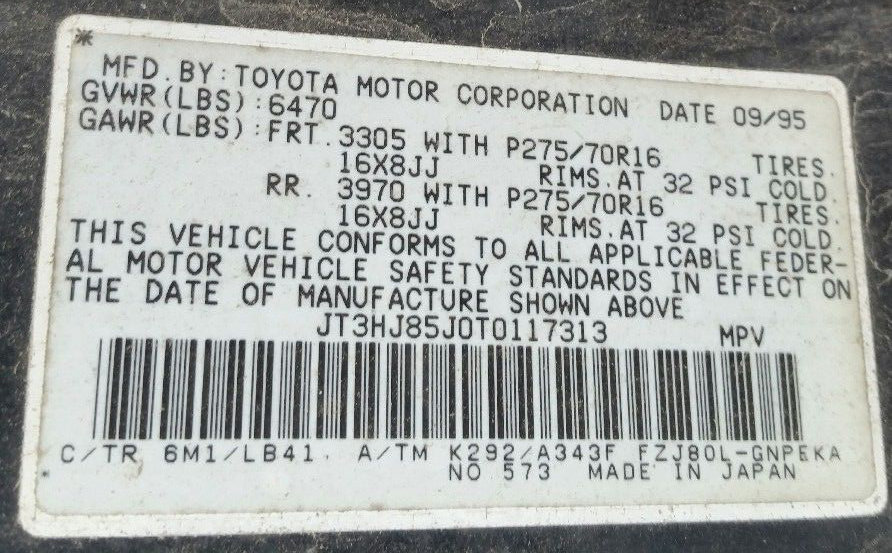 *
MFD. BY: TOYOTA MOTOR CORPORATION DATE 09/95
GVWR(LBS):6470
GAWR(LBS):FRT. 3305 WITH P275/70R16 TIRES.
16X8JJ RIMS.AT 32 PSI COLD.
RR. 3970 WITH P275/70R16 TIRES.
16X8JJ RIMS.AT 32 PSI COLD.
THIS VEHICLE CONFORMS TO ALL APPLICABLE FEDER-
AL MOTOR VEHICLE SAFETY STANDARDS IN EFFECT ON
THE DATE OF MANUFACTURE SHOWN ABOVE
JT3HJ85J0T0117313 MPV
C/TR 6M1/LB41. A/TM K292/A343F FZJ80L-GNPEKA
NO 573 MADE IN JAPAN